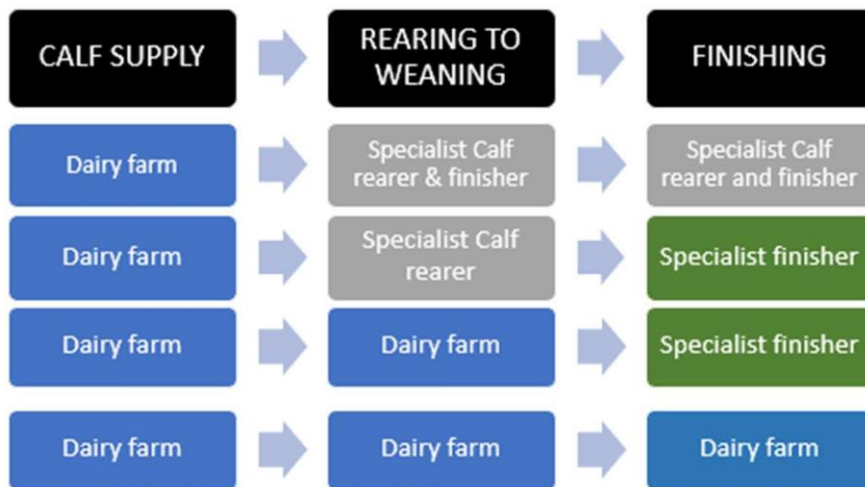 CALF SUPPLY
REARING TO
WEANING
FINISHING
Dairy farm
Specialist Calf
rearer & finisher
Specialist Calf
rearer and finisher
Dairy farm
Specialist Calf
rearer
Specialist finisher
Dairy farm
Dairy farm
Specialist finisher
Dairy farm
Dairy farm
Dairy farm